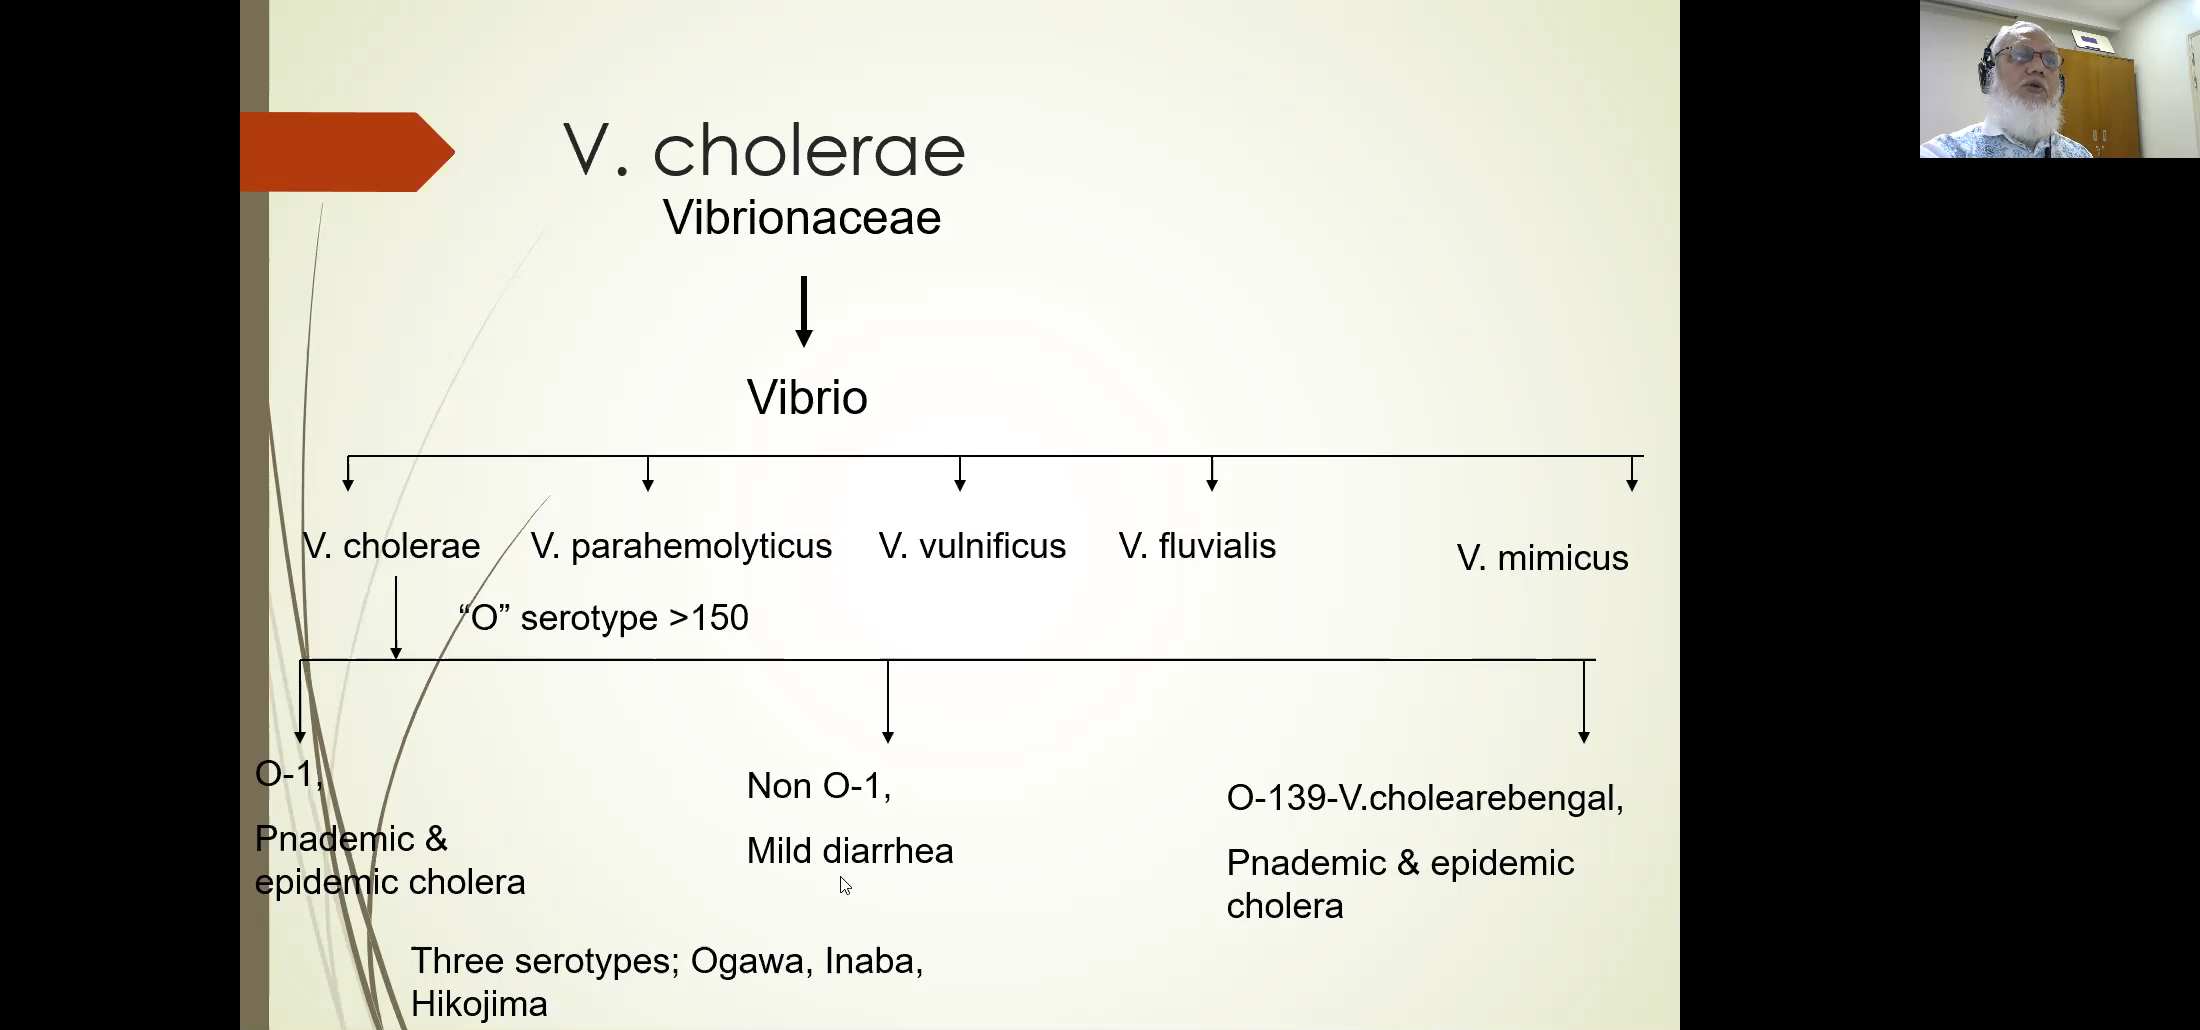 V. cholerae
Vibrionaceae
Vibrio
V. cholerae
V. parahemolyticus
V. vulnificus
V. fluvialis
V. mimicus
“O” serotype >150
O-1,
Pnademic &
epidemic cholera
Non O-1,
Mild diarrhea
O-139-V.cholearebengal,
Pnademic & epidemic
cholera
Three serotypes; Ogawa, Inaba,
Hikojima